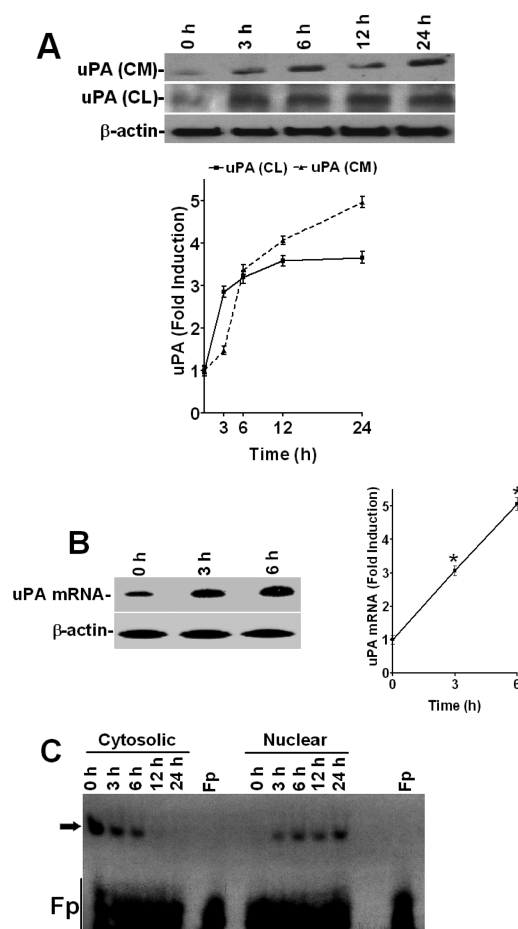 A
0 h 3 h 6 h 12 h 24 h
uPA (CM)-
uPA (CL)
β-actin-
uPA (CL) uPA (CM)
uPA (Fold Induction)
5
4
3
2
1
0
3 6 12 24
Time (h)
B
0 h 3 h 6 h
uPA mRNA-
β-actin-
uPA mRNA (Fold Induction)
5
4
3
2
1
0
* *
0 3 6
Time (h)
C
Cytosolic Nuclear
0 h 3 h 6 h 12 h 24 h Fp 0 h 3 h 6 h 12 h 24 h Fp
Fp